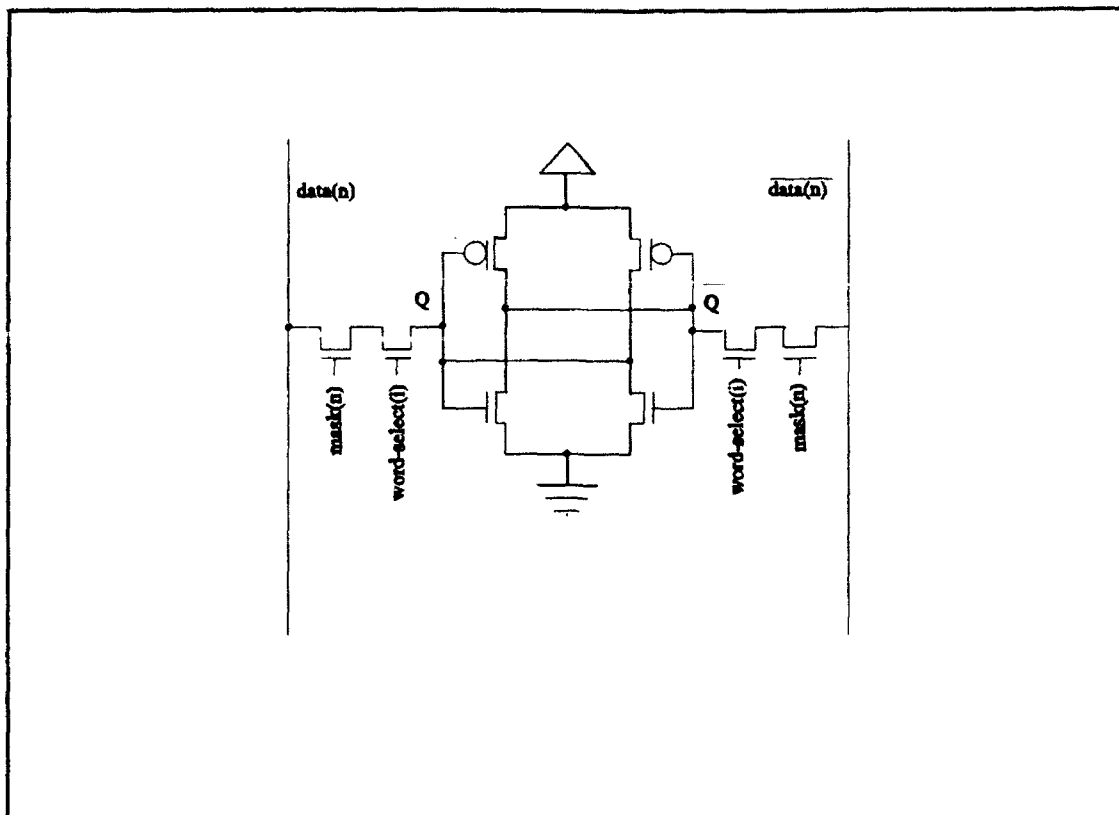 data(n)
data(n)
Q
Q
mask(n)
word-select(i)
word-select(i)
mask(n)